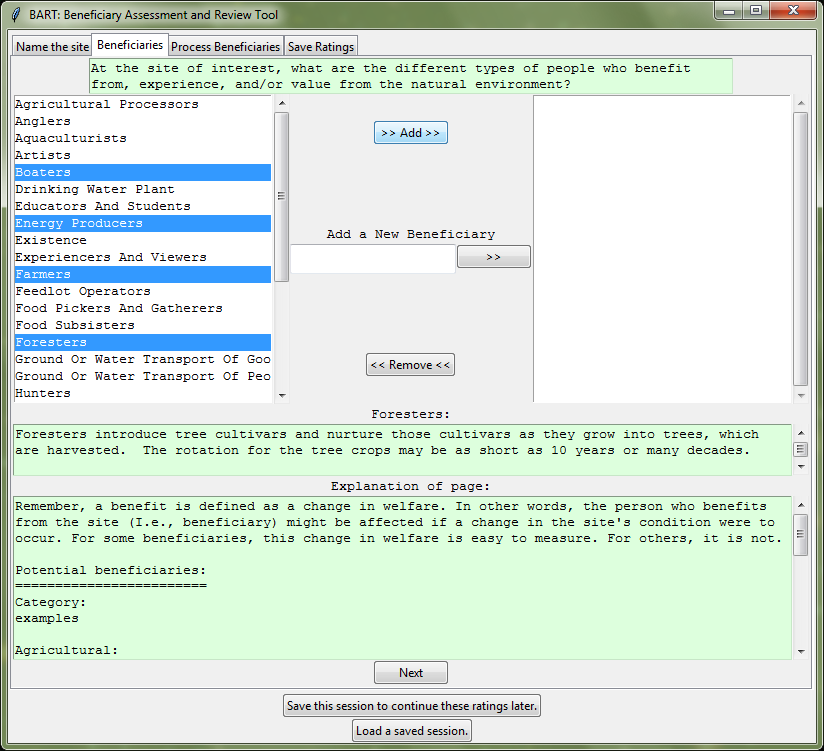 BART: Beneficiary Assessment and Review Tool
Name the site
Beneficiaries
Process Beneficiaries
Save Ratings
At the site of interest, what are the different types of people who benefit
from, experience, and/or value from the natural environment?
Agricultural Processors
Anglers
Aquaculturists
Artists
Boaters
Drinking Water Plant
Educators And Students
Energy Producers
Existence
Experiencers And Viewers
Farmers
Feedlot Operators
Food Pickers And Gatherers
Food Subsisters
Foresters
Ground Or Water Transport Of Goo
Ground Or Water Transport Of Peo
Hunters
>> Add >>
Add a New Beneficiary
>>
<< Remove <<
Foresters:
Foresters introduce tree cultivars and nurture those cultivars as they grow into trees, which
are harvested.  The rotation for the tree crops may be as short as 10 years or many decades.
Explanation of page:
Remember, a benefit is defined as a change in welfare. In other words, the person who benefits
from the site (I.e., beneficiary) might be affected if a change in the site's condition were to
occur. For some beneficiaries, this change in welfare is easy to measure. For others, it is not.
Potential beneficiaries:
========================
Category:
examples
Agricultural:
Next
Save this session to continue these ratings later.
Load a saved session.